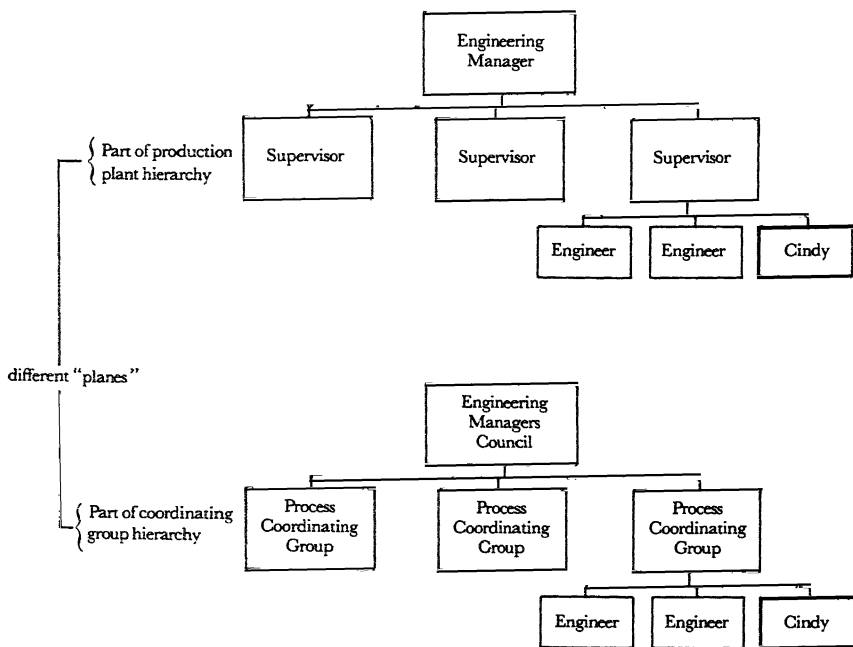 Engineering
Manager
Part of production
plant hierarchy
Supervisor
Supervisor
Supervisor
Engineer
Engineer
Cindy
different “planes”
Engineering
Managers
Council
Part of coordinating
group hierarchy
Process
Coordinating
Group
Process
Coordinating
Group
Process
Coordinating
Group
Engineer
Engineer
Cindy